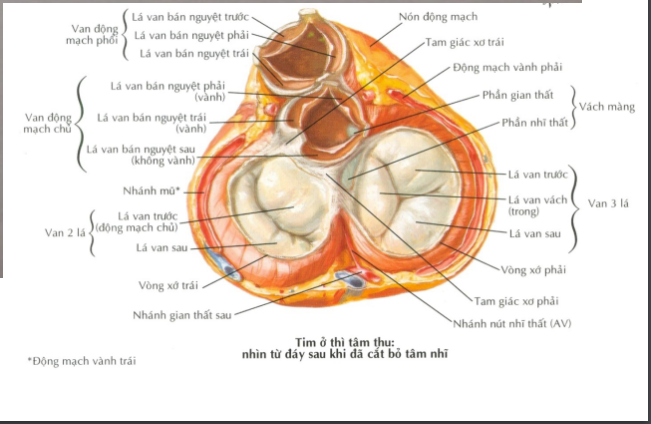 Van động
mạch phổi
Lá van bán nguyệt trước
Lá van bán nguyệt phải
Lá van bán nguyệt trái
Van động
mạch chủ
Lá van bán nguyệt phải
(vành)
Lá van bán nguyệt trái
(vành)
Lá van bán nguyệt sau
(không vành)
Nhánh mũ*
Van 2 lá
Lá van trước
(động mạch chủ)
Lá van sau
Vòng xớ trái
Nhánh gian thất sau
Nón động mạch
Tam giác xơ trái
Động mạch vành phải
Phần gian thất
Phần nhĩ thất
Vách màng
Lá van trước
Lá van vách
(trong)
Lá van sau
Van 3 lá
Vòng xớ phải
Tam giác xơ phải
Nhánh nút nhĩ thất (AV)
Tim ở thì tâm thu:
nhìn từ đáy sau khi đã cắt bỏ tâm nhĩ
*Động mạch vành trái